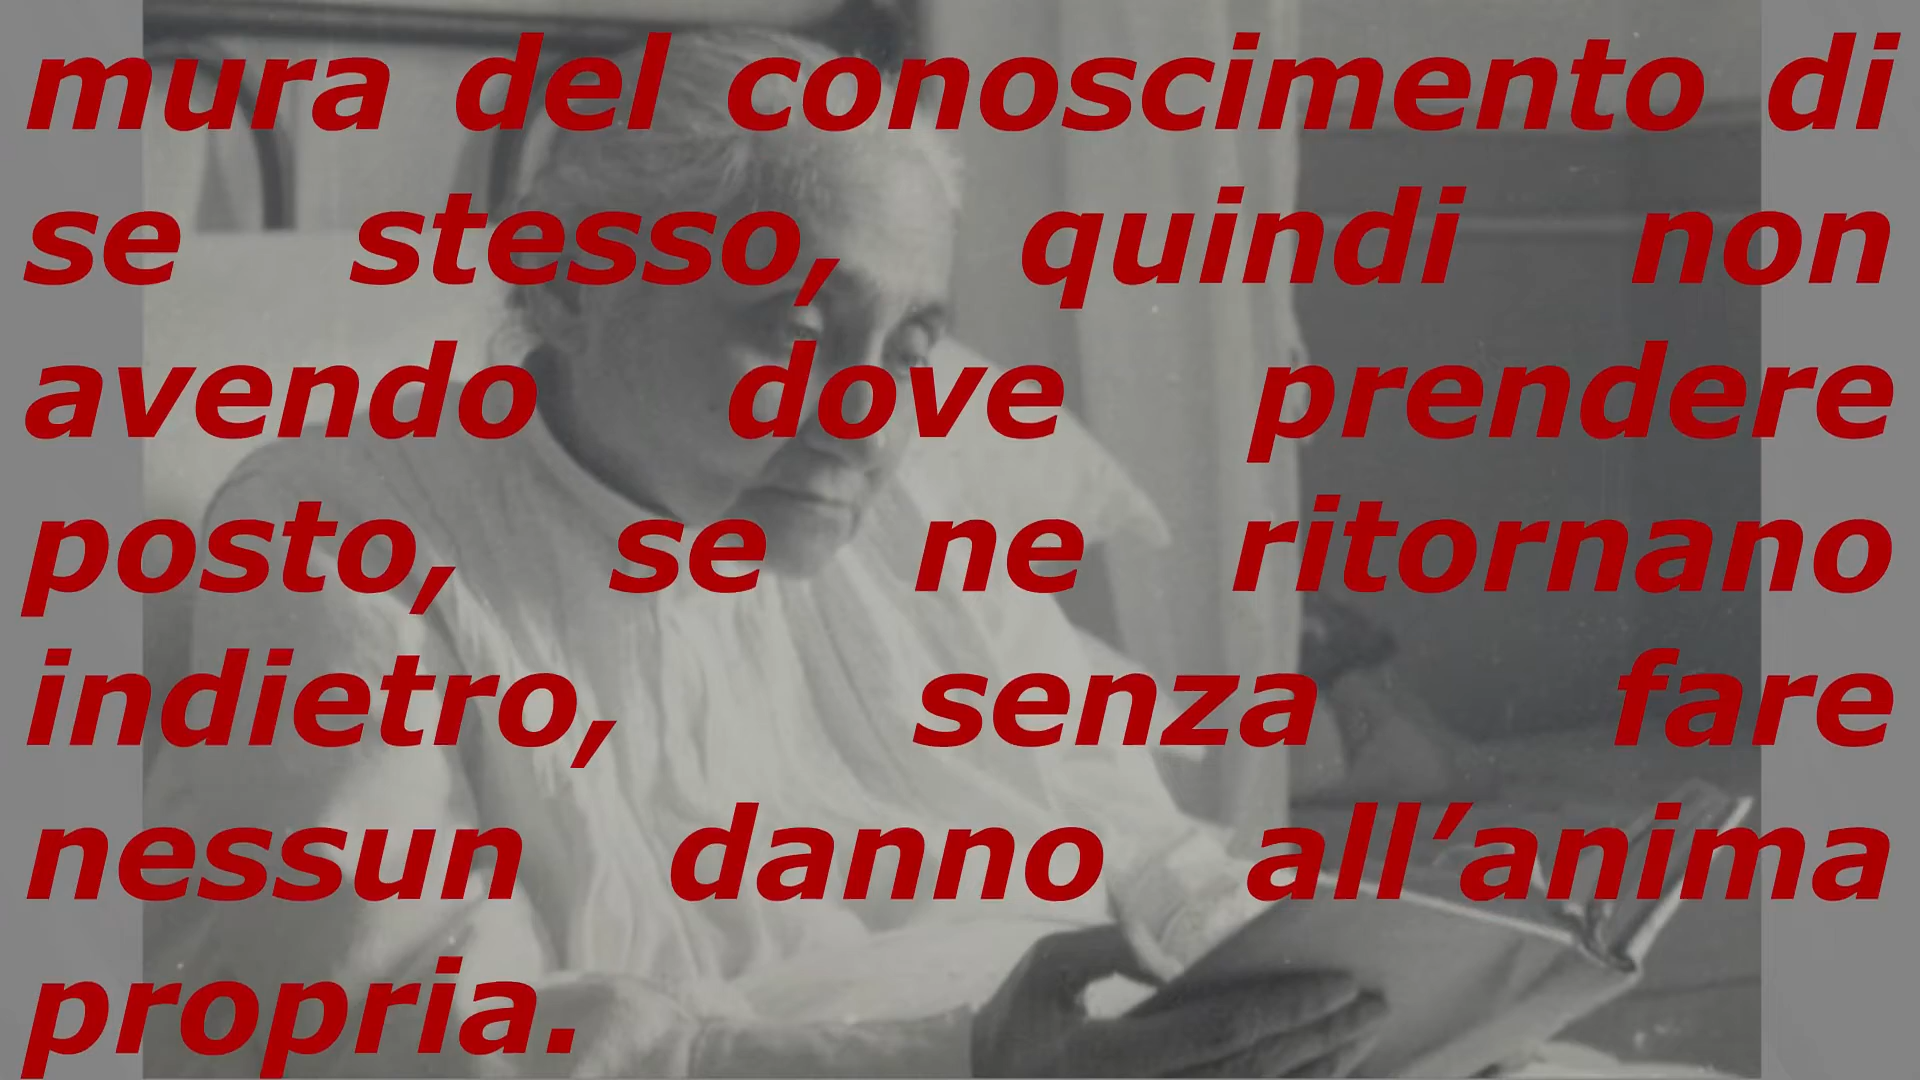 mura del conoscimento di
se stesso, quindi non
avendo dove prendere
posto, se ne ritornano
indietro, senza fare
nessun danno all’anima
propria.